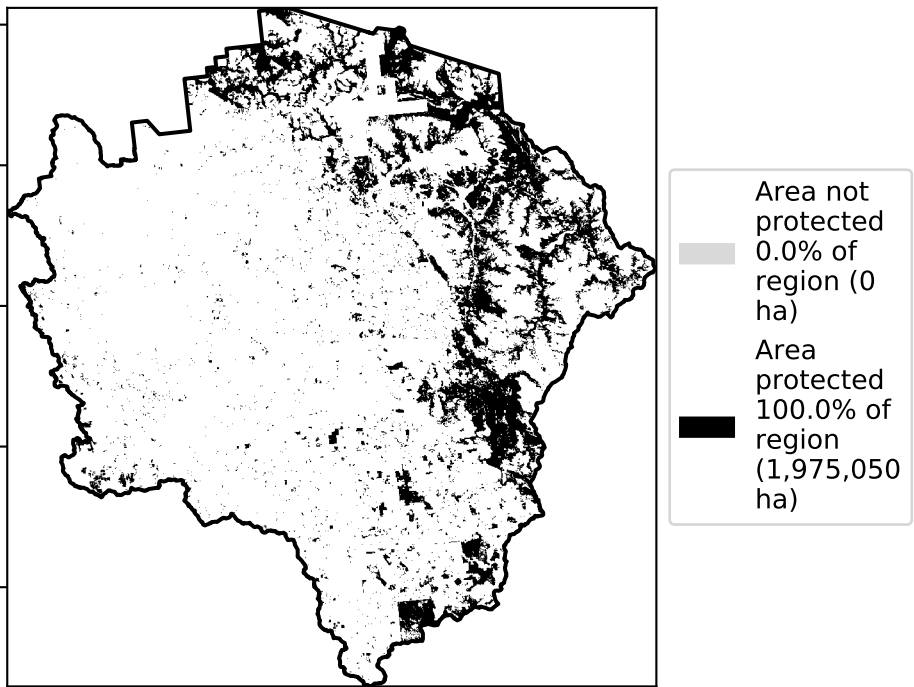 Area not
protected
0.0% of
region (0
ha)
Area
protected
100.0% of
region
(1,975,050
ha)